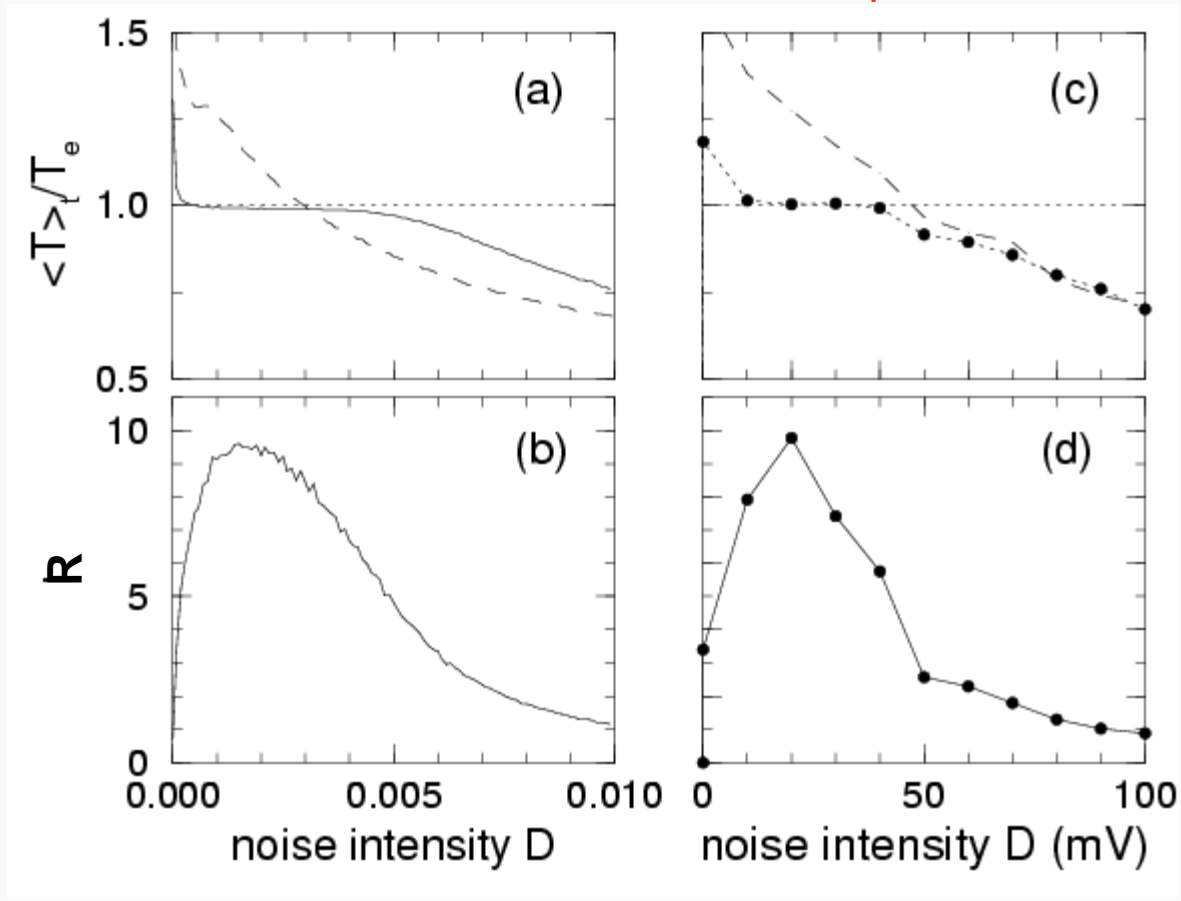 1.5
(a)
(c)
<T>t/Te
1.0
0.5
10
(b)
(d)
R
5
0
0.000 0.005 0.010 0 50 100
noise intensity D noise intensity D (mV)